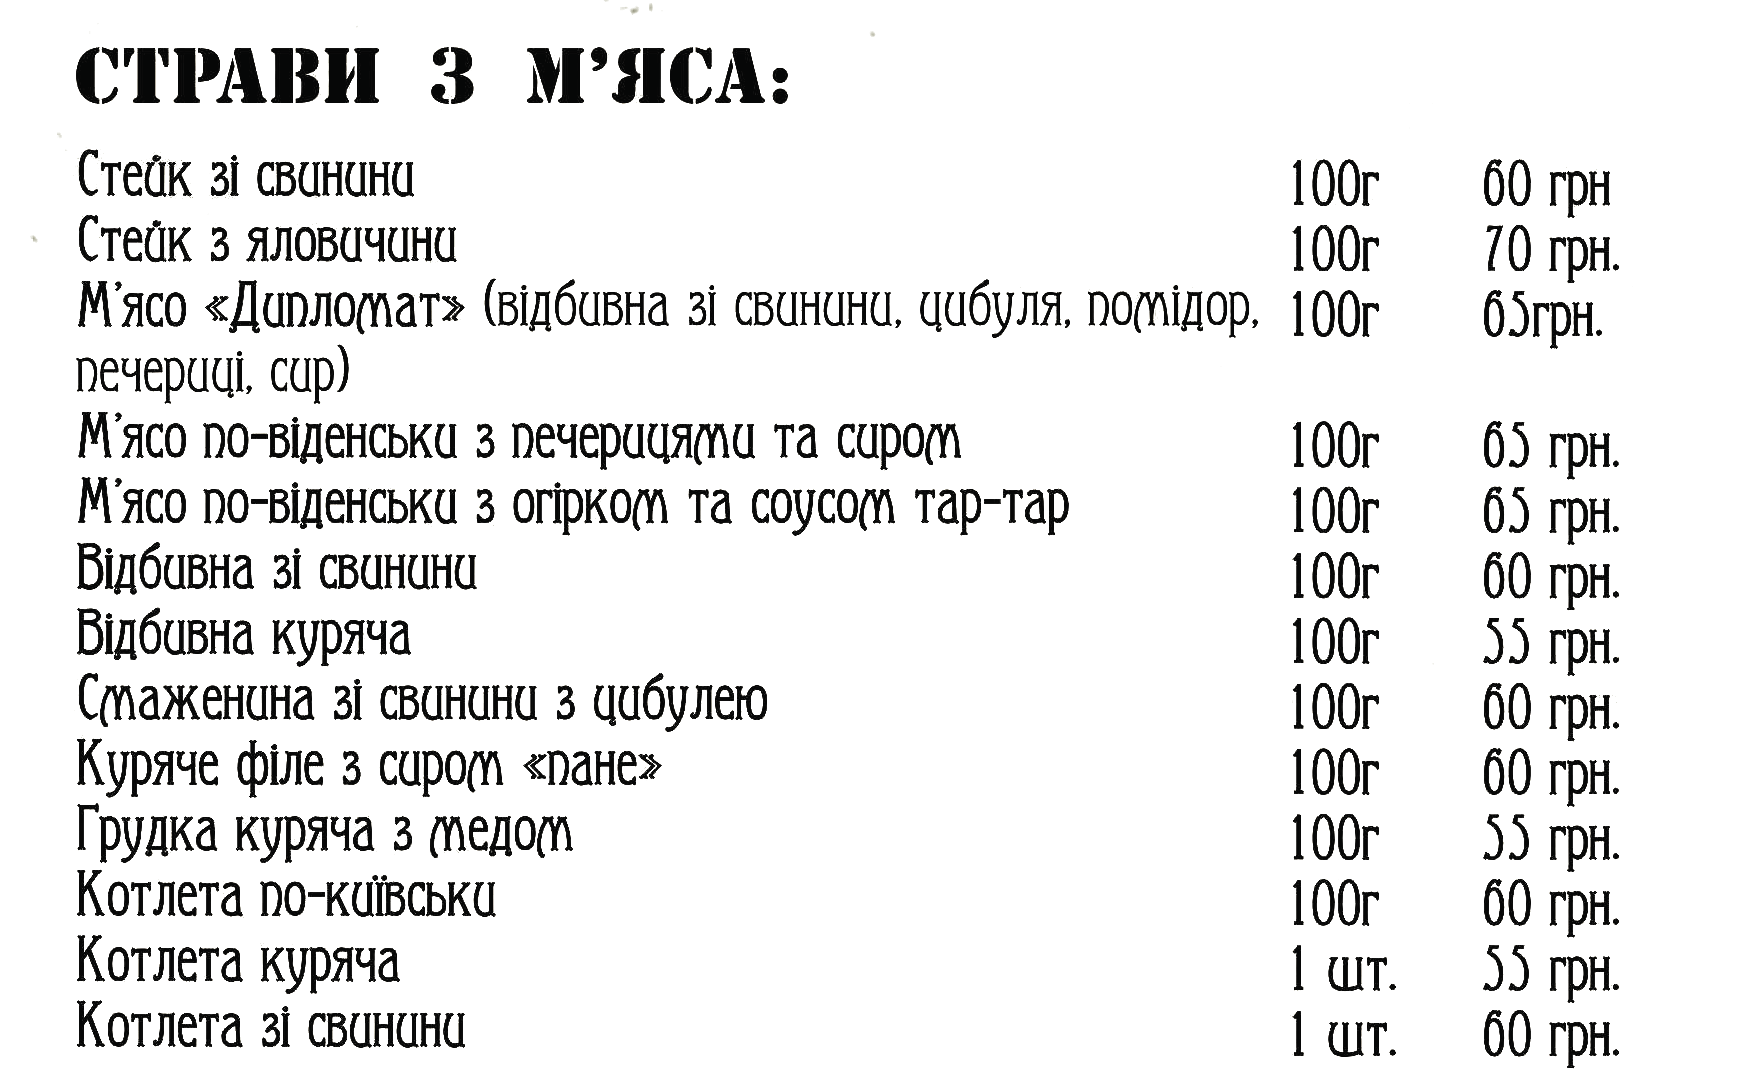 СТРАВИ З М’ЯСА:
Стейк зі свинини 100г 60 грн
Стейк з яловичини 100г 70 грн.
М'ясо «Дипломат» (відбивна зі свинини, цибуля, помідор, 100г 65грн.
печериці, сир)
М'ясо по-віденськи з печерицями та сиром 100г 65 грн.
М'ясо по-віденськи з огірком та соусом тар-тар 100г 65 грн.
Відбивна зі свинини 100г 60 грн.
Відбивна куряча 100г 55 грн.
Смаженина зі свинини з цибулею 100г 60 грн.
Куряче філе з сиром «пане» 100г 60 грн.
Грудка куряча з медом 100г 55 грн.
Котлета по-київськи 100г 60 грн.
Котлета куряча 1 шт. 55 грн.
Котлета зі свинини 1 шт. 60 грн.